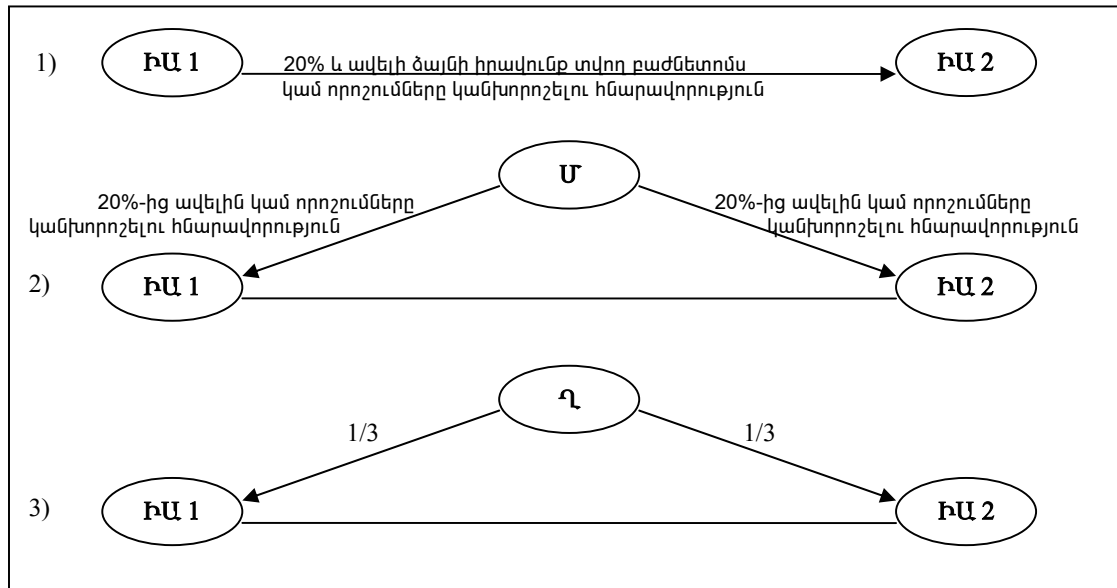 1) ԻԱ 1 20% և ավելի ձայնի իրավունք տվող բաժնետոմս ԻԱ 2
կամ որոշումները կանխորոշելու հնարավորություն
Մ
20%-ից ավելին կամ որոշումները 20%-ից ավելին կամ որոշումները
կանխորոշելու հնարավորություն կանխորոշելու հնարավորություն
2) ԻԱ 1 ԻԱ 2
Ղ
1/3 1/3
3) ԻԱ 1 ԻԱ 2